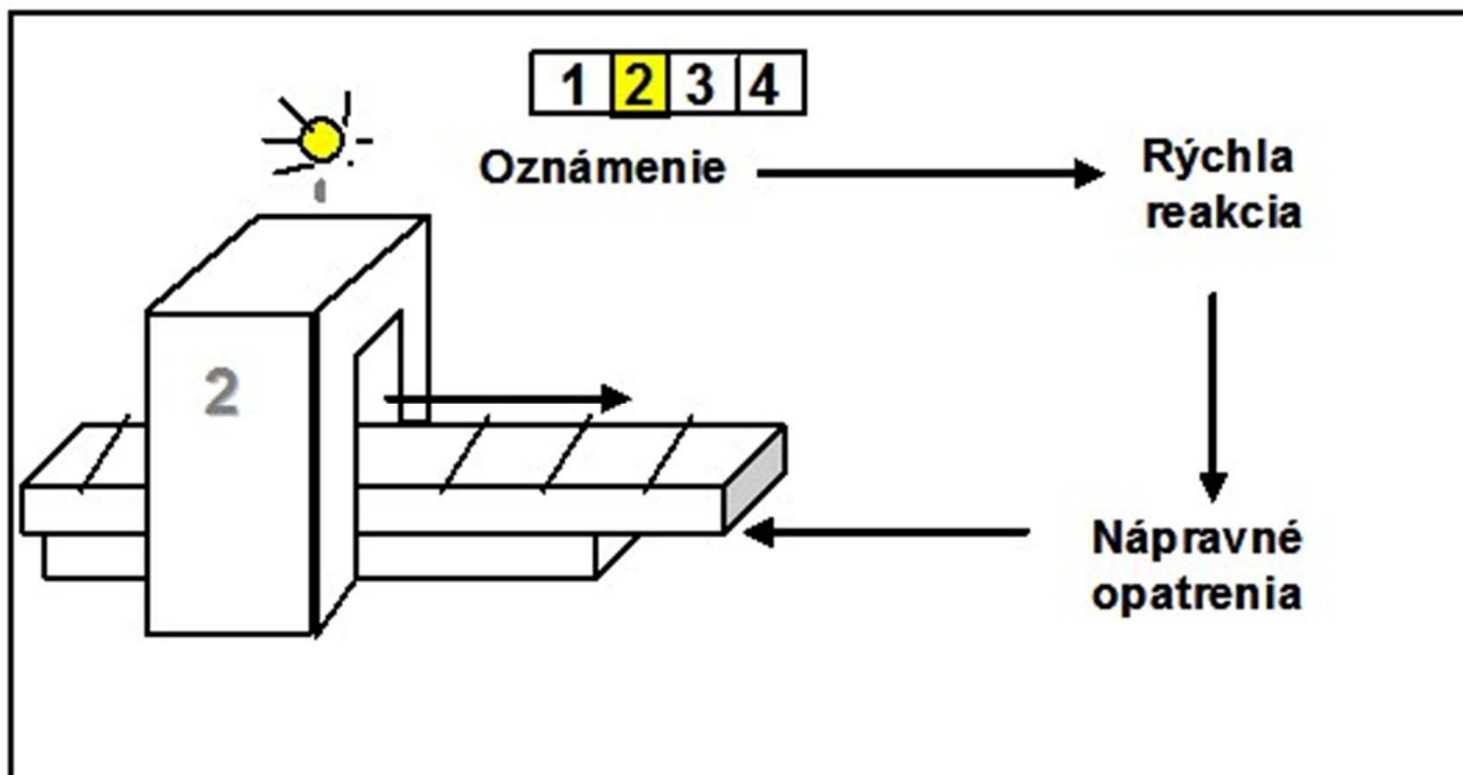 1 2 3 4
Oznámenie
Rýchla
reakcia
2
Nápravné
opatrenia